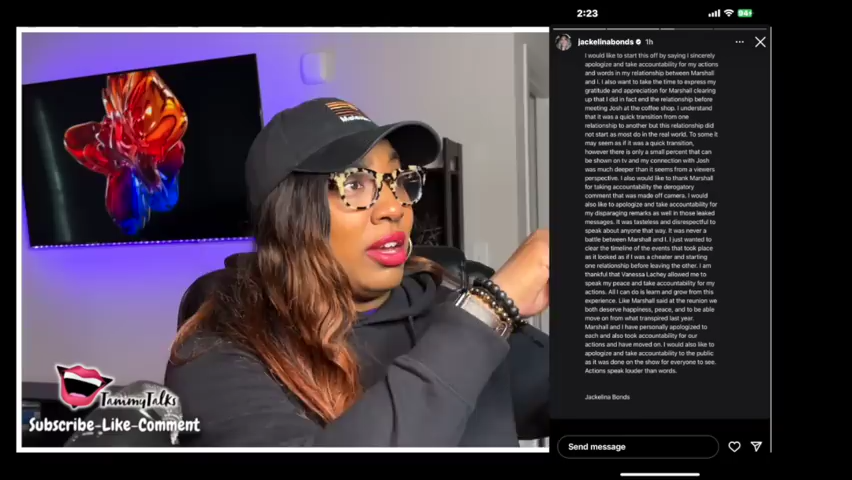 2:23
94
jackelinabonds 1h
I would like to start this off by saying I sincerely
apologize and take accountability for my actions
and words in my relationship between Marshall
and I. I also want to take the time to express my
gratitude and appreciation for Marshall clearing
up that I did in fact end the relationship before
meeting Josh at the coffee shop. I understand
that it was a quick transition from one
relationship to another but this relationship did
not start as most do in the real world. To some it
may seem as if it was a quick transition,
however there is only a small percent that can
be shown on tv and my connection with Josh
was much deeper than it seems from a viewers
perspective. I also would like to thank Marshall
for taking accountability the derogatory
comment that was made off camera. I would
also like to apologize and take accountability for
my disparaging remarks as well in those leaked
messages. It was tasteless and disrespectful to
speak about anyone that way. It was never a
battle between Marshall and I. I just wanted to
clear the timeline of the events that took place
as it looked as if I was a cheater and starting
one relationship before leaving the other. I am
thankful that Vanessa Lachey allowed me to
speak my peace and take accountability for my
actions. All I can do is learn and grow from this
experience. Like Marshall said at the reunion we
both deserve happiness, peace, and to be able
move on from what transpired last year.
Marshall and I have personally apologized to
each and also took accountability for our
actions and have moved on. I would also like to
apologize and take accountability to the public
as it was done on the show for everyone to see.
Actions speak louder than words.
Jackelina Bonds
Send message
TammyTalks
Subscribe-Like-Comment